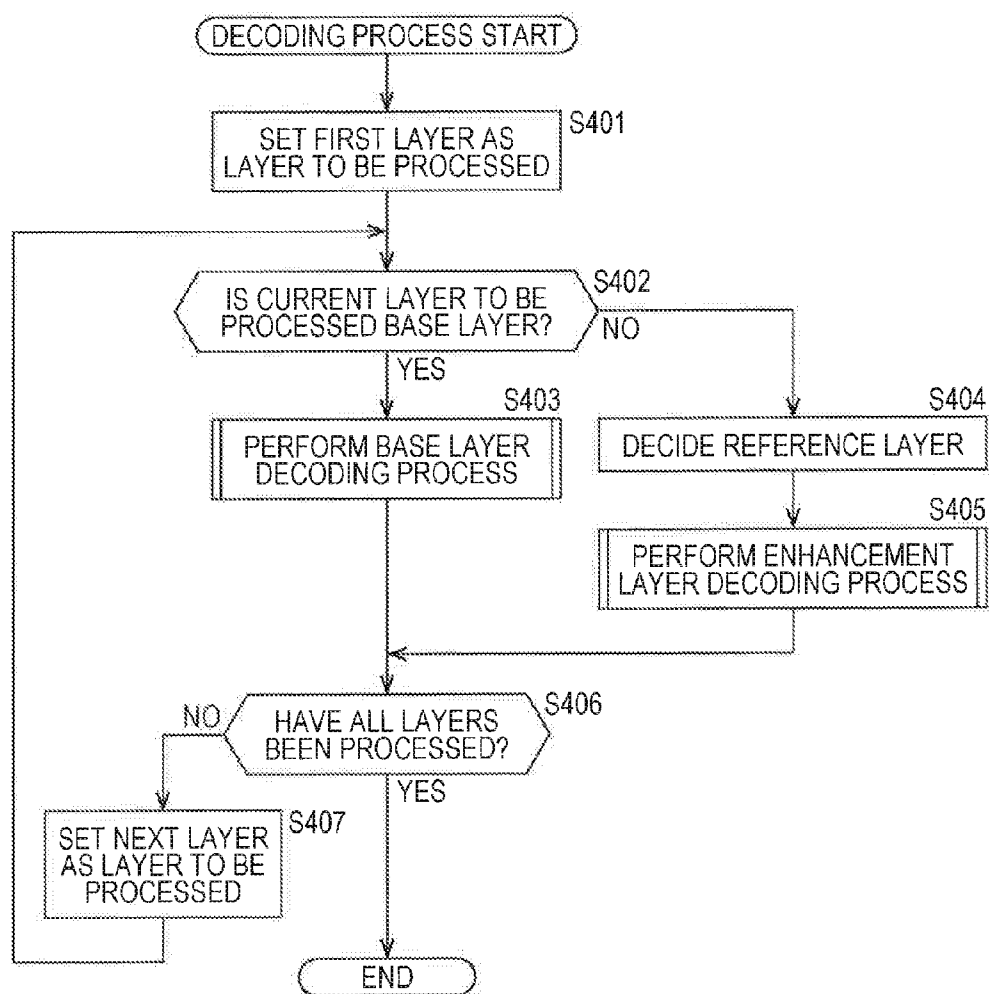 DECODING PROCESS START
S401
SET FIRST LAYER AS
LAYER TO BE PROCESSED
S402
IS CURRENT LAYER TO BE
PROCESSED BASE LAYER?
NO
YES
S403
PERFORM BASE LAYER
DECODING PROCESS
S404
DECIDE REFERENCE LAYER
S405
PERFORM ENHANCEMENT
LAYER DECODING PROCESS
S406
HAVE ALL LAYERS
BEEN PROCESSED?
NO
YES
S407
SET NEXT LAYER
AS LAYER TO BE
PROCESSED
END